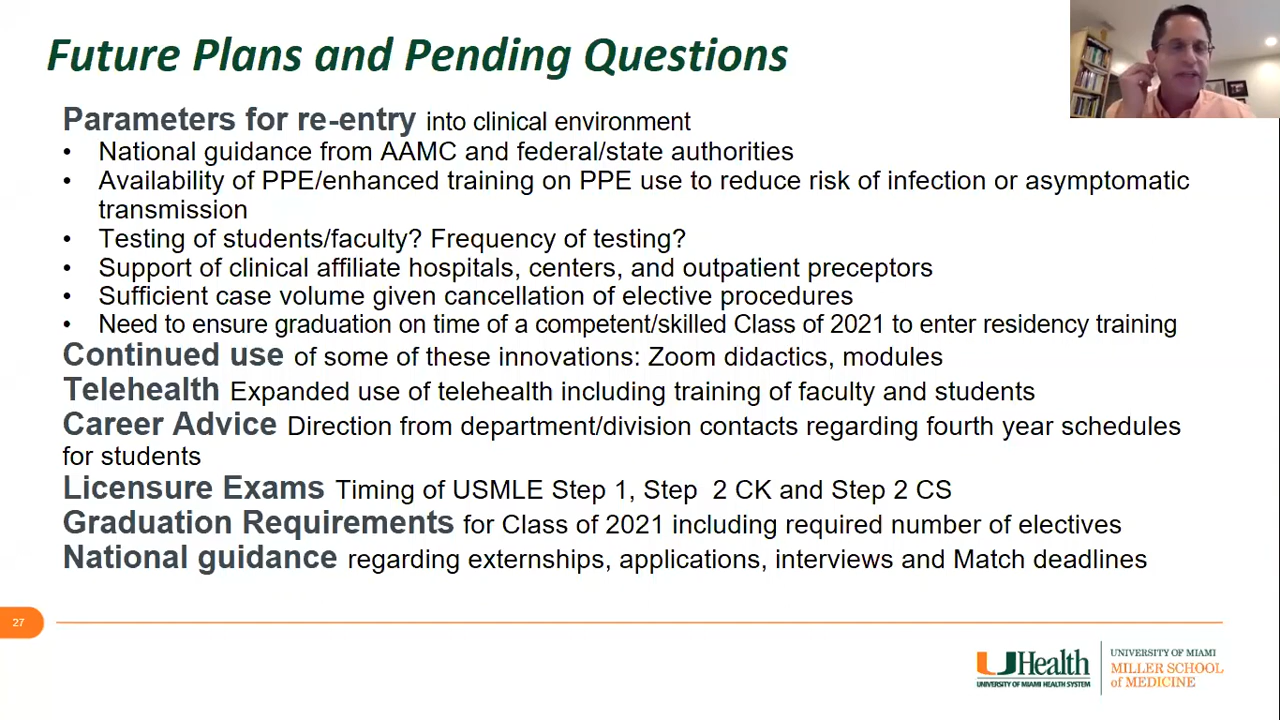 Future Plans and Pending Questions
Parameters for re-entry into clinical environment
• National guidance from AAMC and federal/state authorities
• Availability of PPE/enhanced training on PPE use to reduce risk of infection or asymptomatic
transmission
• Testing of students/faculty? Frequency of testing?
• Support of clinical affiliate hospitals, centers, and outpatient preceptors
• Sufficient case volume given cancellation of elective procedures
• Need to ensure graduation on time of a competent/skilled Class of 2021 to enter residency training
Continued use of some of these innovations: Zoom didactics, modules
Telehealth Expanded use of telehealth including training of faculty and students
Career Advice Direction from department/division contacts regarding fourth year schedules
for students
Licensure Exams Timing of USMLE Step 1, Step  2 CK and Step 2 CS
Graduation Requirements for Class of 2021 including required number of electives
National guidance regarding externships, applications, interviews and Match deadlines
27
UHealth
UNIVERSITY OF MIAMI HEALTH SYSTEM
UNIVERSITY OF MIAMI
MILLER SCHOOL
of MEDICINE